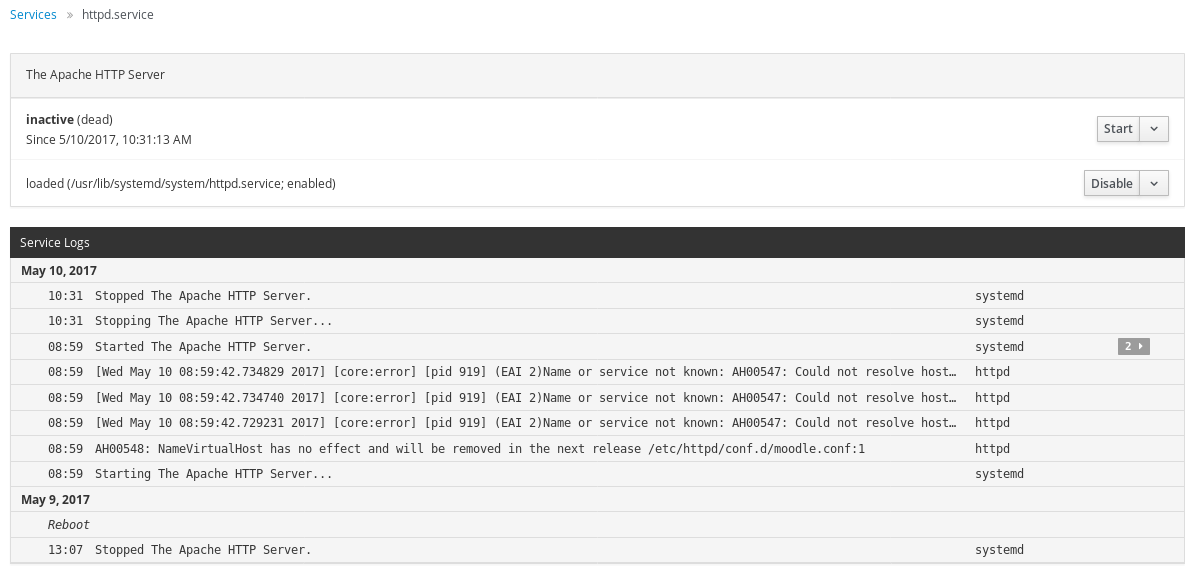 Services » httpd.service
The Apache HTTP Server
inactive (dead)
Since 5/10/2017, 10:31:13 AM
Start
loaded (/usr/lib/systemd/system/httpd.service; enabled)
Disable
Service Logs
May 10, 2017
10:31 Stopped The Apache HTTP Server. systemd
10:31 Stopping The Apache HTTP Server... systemd
08:59 Started The Apache HTTP Server. systemd 2
08:59 [Wed May 10 08:59:42.734829 2017] [core:error] [pid 919] (EAI 2)Name or service not known: AH00547: Could not resolve host… httpd
08:59 [Wed May 10 08:59:42.734740 2017] [core:error] [pid 919] (EAI 2)Name or service not known: AH00547: Could not resolve host… httpd
08:59 [Wed May 10 08:59:42.729231 2017] [core:error] [pid 919] (EAI 2)Name or service not known: AH00547: Could not resolve host… httpd
08:59 AH00548: NameVirtualHost has no effect and will be removed in the next release /etc/httpd/conf.d/moodle.conf:1 httpd
08:59 Starting The Apache HTTP Server... systemd
May 9, 2017
Reboot
13:07 Stopped The Apache HTTP Server. systemd